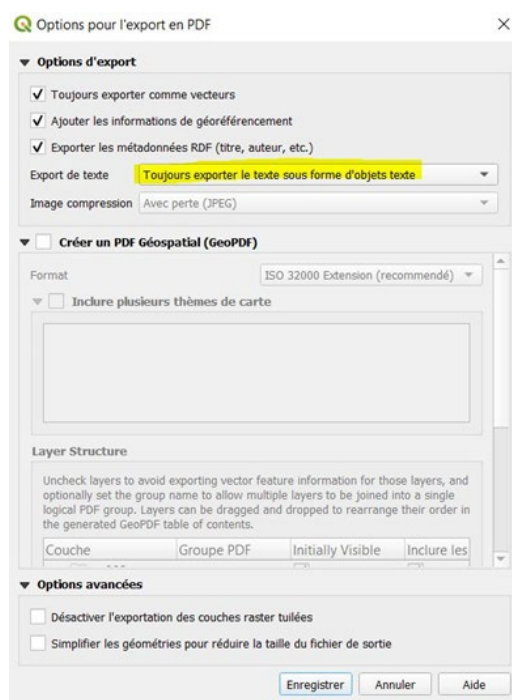 Options pour l'export en PDF
Options d'export
Toujours exporter comme vecteurs
Ajouter les informations de géoréférencement
Exporter les métadonnées RDF (titre, auteur, etc.)
Export de texte Toujours exporter le texte sous forme d'objets texte
Image compression Avec perte (JPEG)
Créer un PDF Géospatial (GeoPDF)
Format ISO 32000 Extension (recommendé)
Inclure plusieurs thèmes de carte
Layer Structure
Uncheck layers to avoid exporting vector feature information for those layers, and
optionally set the group name to allow multiple layers to be joined into a single
logical PDF group. Layers can be dragged and dropped to rearrange their order in
the generated GeoPDF table of contents.
Couche Groupe PDF Initially Visible Inclure les
Options avancées
Désactiver l'exportation des couches raster tuilées
Simplifier les géométries pour réduire la taille du fichier de sortie
Enregistrer Annuler Aide